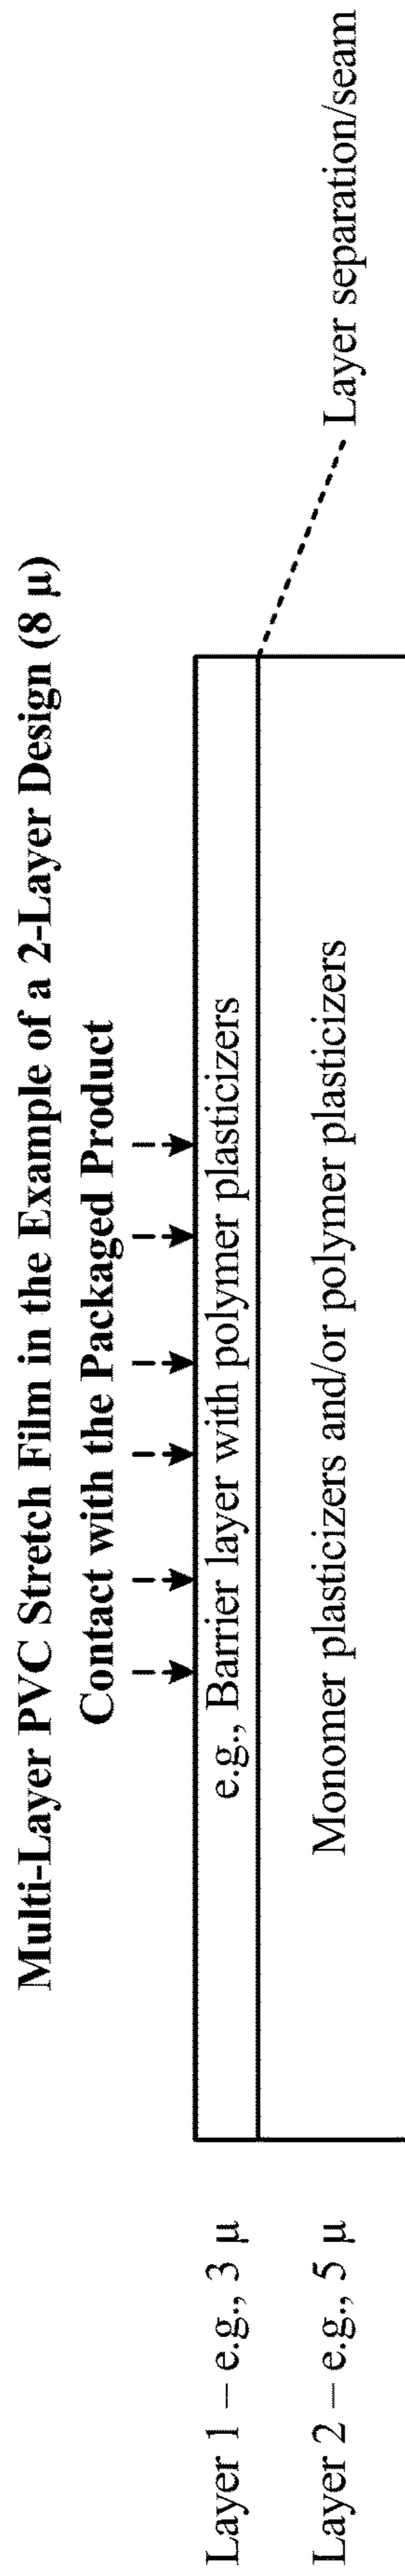 Multi-Layer PVC Stretch Film in the Example of a 2-Layer Design (8 μ)
Contact with the Packaged Product
Layer 1 – e.g., 3 μ
e.g., Barrier layer with polymer plasticizers
Layer 2 – e.g., 5 μ
Monomer plasticizers and/or polymer plasticizers
Layer separation/seam